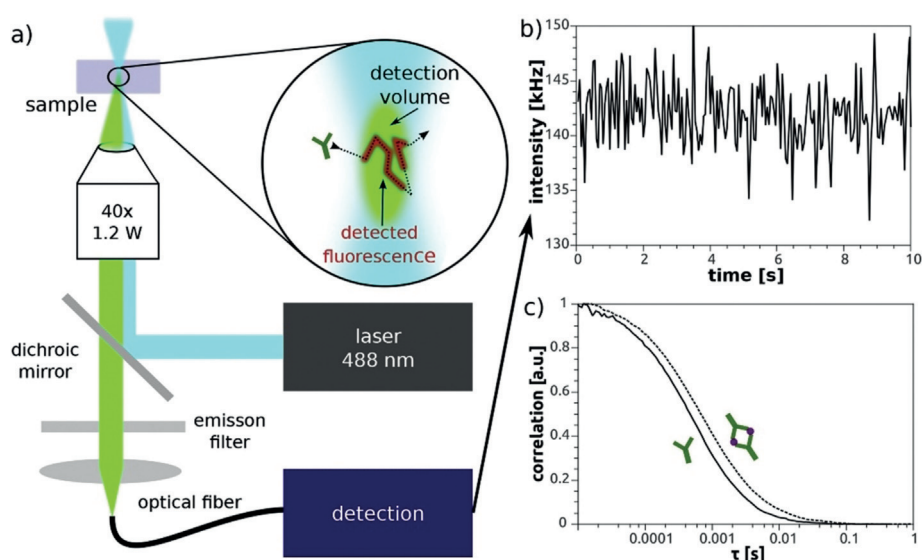 a)
sample
40x
1.2 W
dichroic
mirror
emisson
filter
optical fiber
detection
volume
detected
fluorescence
laser
488 nm
detection
b)
intensity [kHz]
150
145
140
135
130
0
2
4
6
8
10
time [s]
c)
correlation [a.u.]
1
0.8
0.6
0.4
0.2
0
0.0001
0.001
0.01
0.1
τ [s]